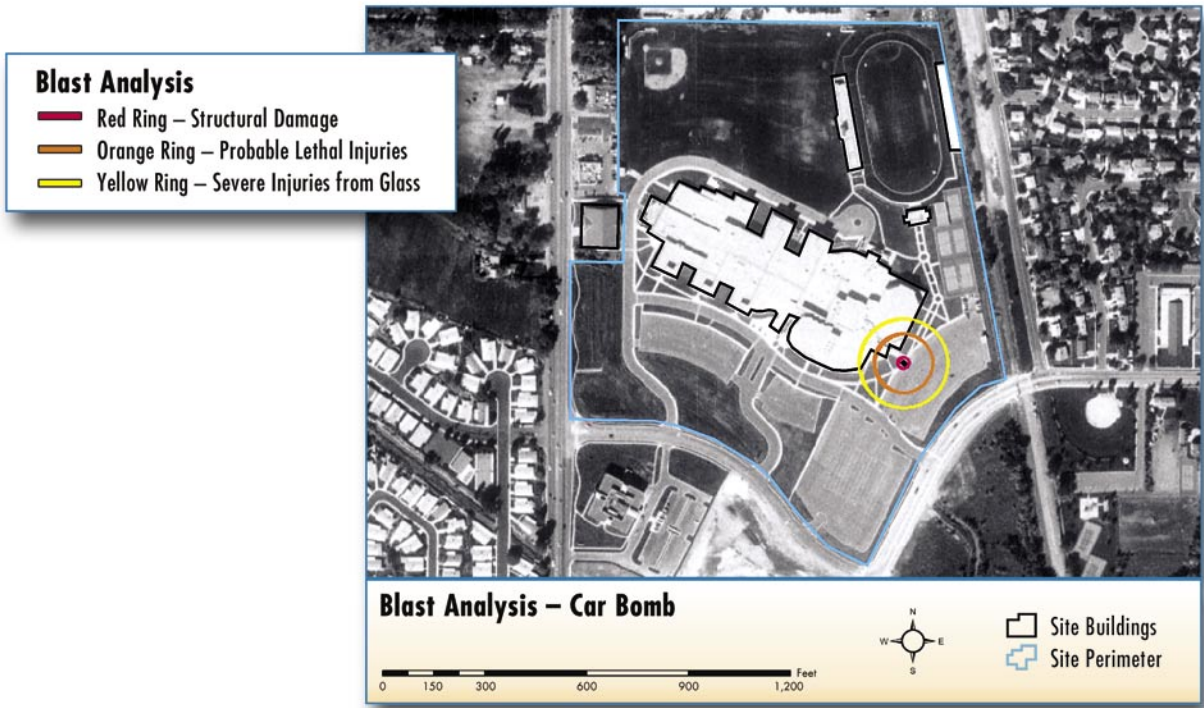 Blast Analysis
Red Ring – Structural Damage
Orange Ring – Probable Lethal Injuries
Yellow Ring – Severe Injuries from Glass
Blast Analysis – Car Bomb
N
W E
S
Site Buildings
Site Perimeter
Feet
0 150 300 600 900 1,200